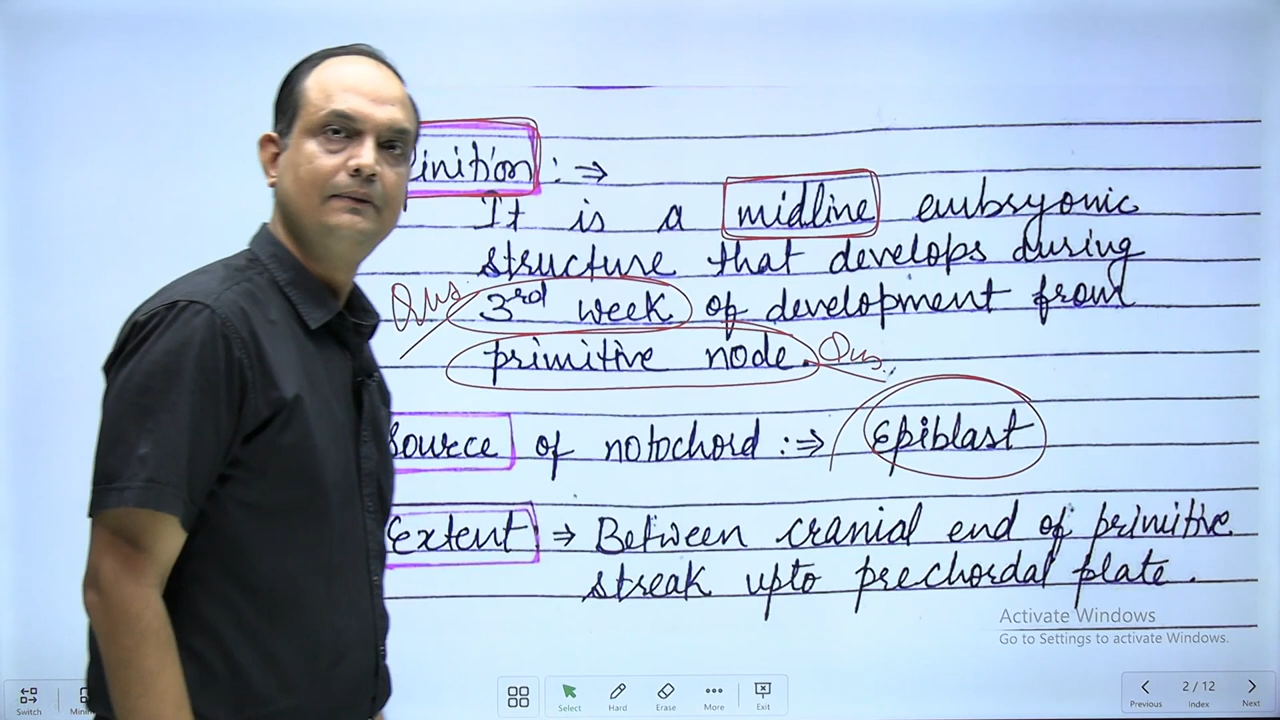 inition : ⇒
It is a midline embryonic
structure that develops during
Qus 3rd week of development from
primitive node. Qus.
Source of notochord :⇒ Epiblast
Extent ⇒ Between cranial end of primitive
streak upto prechordal plate.
Activate Windows
Go to Settings to activate Windows.
Switch Mini Select Hard Erase More Exit Previous 2 / 12 Index Next